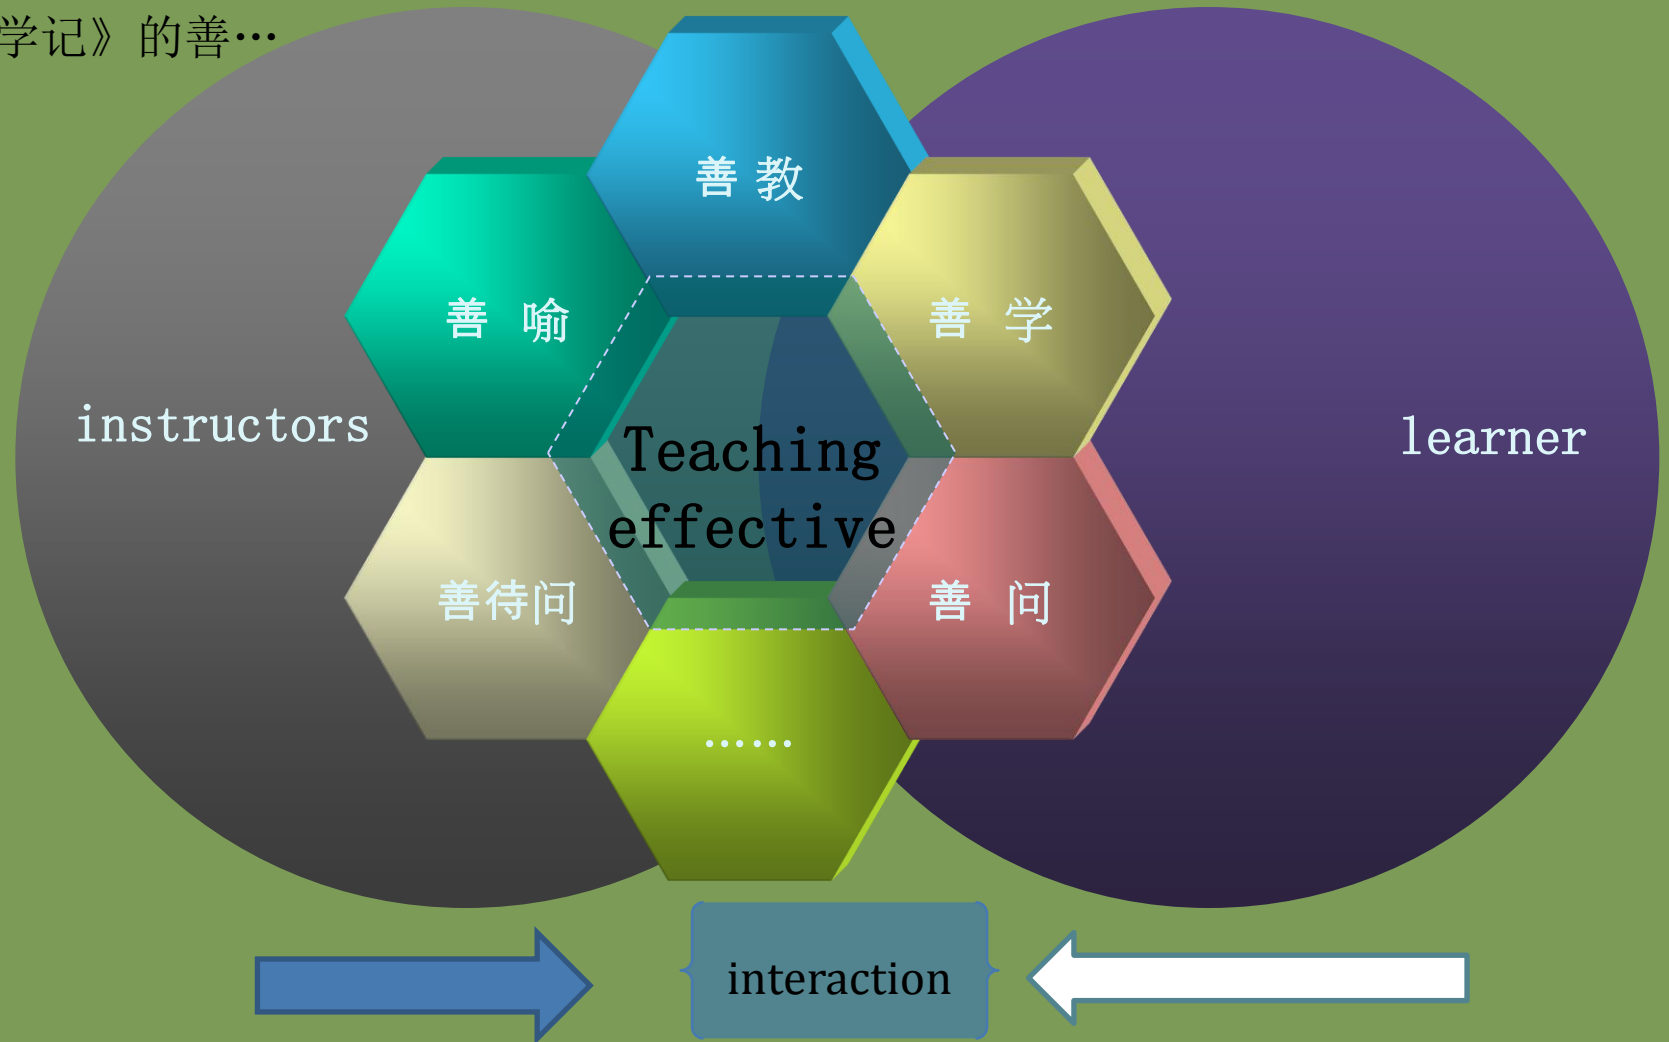 学记》的善…
善 教
善 喻
善 学
instructors
learner
Teaching
effective
善待问
善 问
……
interaction